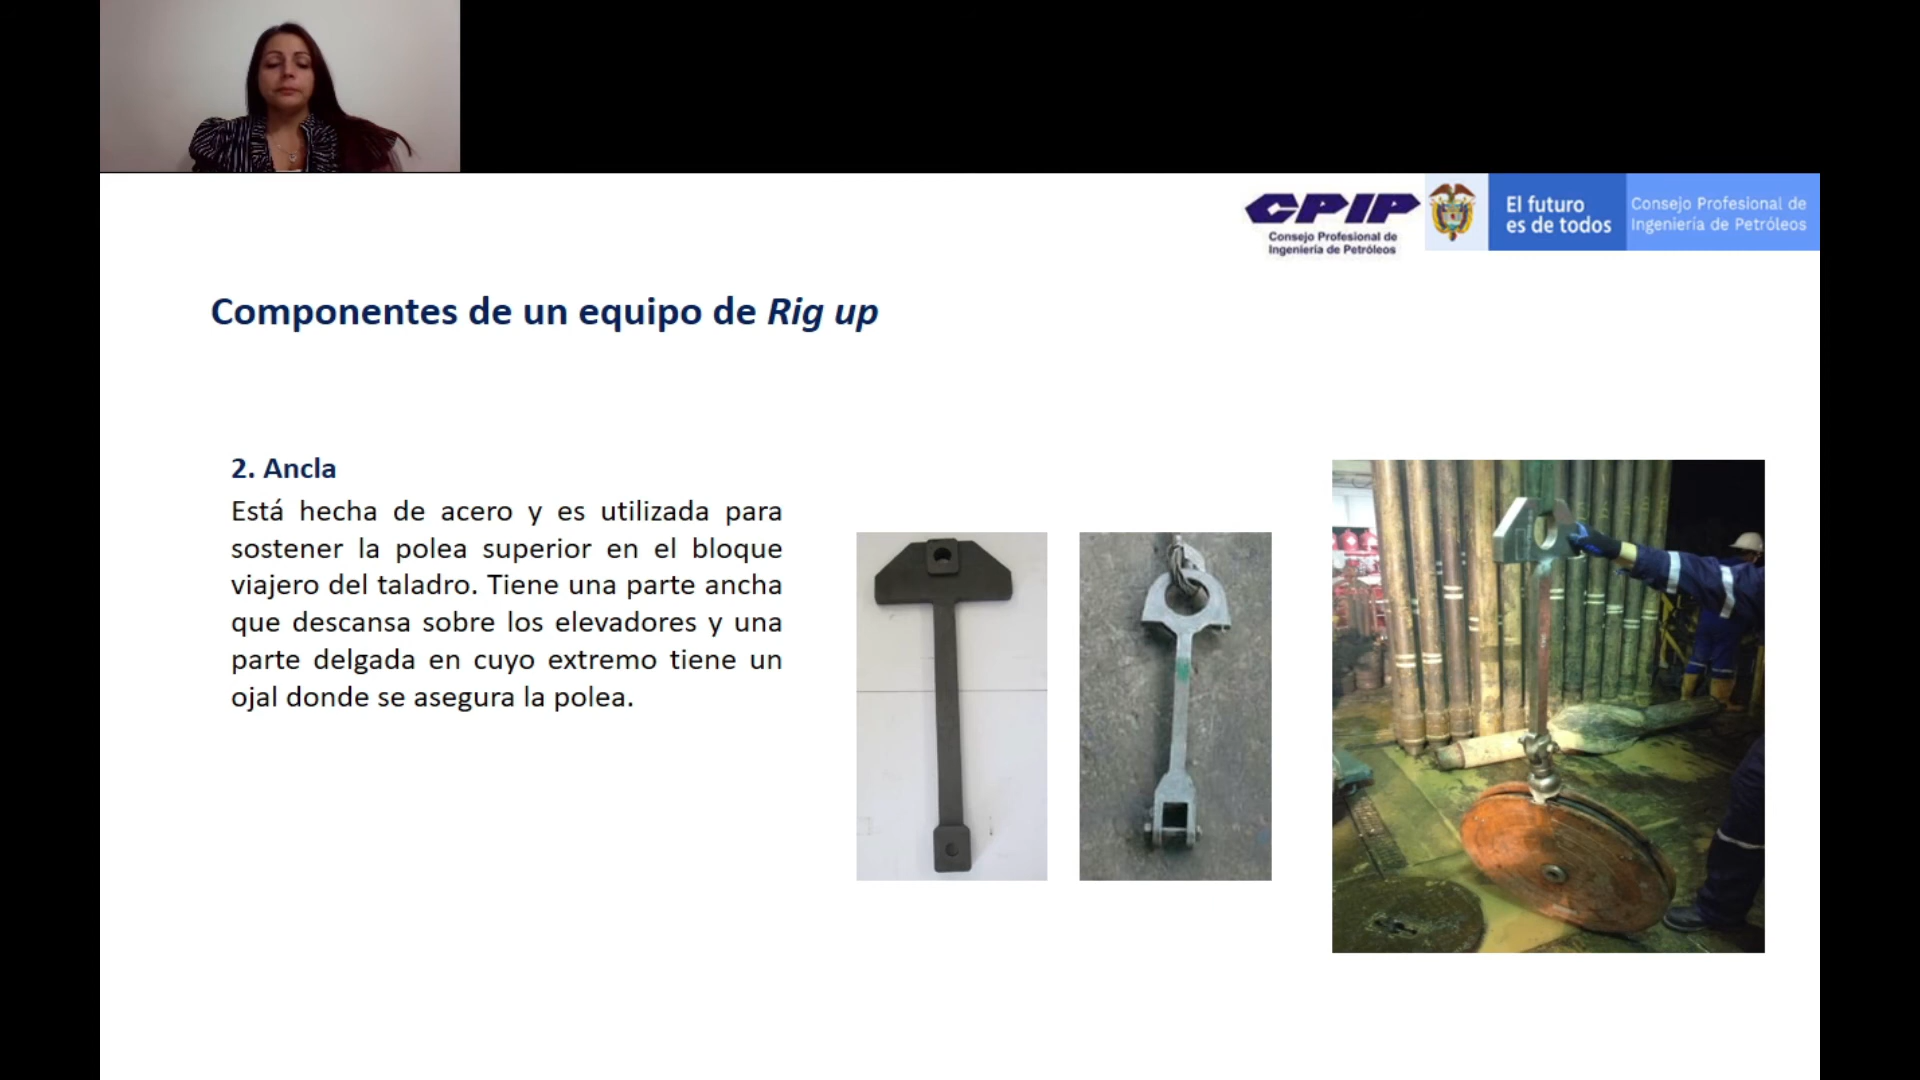 CPIP
Consejo Profesional de
Ingeniería de Petróleos
El futuro
es de todos
Consejo Profesional de
Ingeniería de Petróleos
Componentes de un equipo de Rig up
2. Ancla
Está hecha de acero y es utilizada para
sostener la polea superior en el bloque
viajero del taladro. Tiene una parte ancha
que descansa sobre los elevadores y una
parte delgada en cuyo extremo tiene un
ojal donde se asegura la polea.